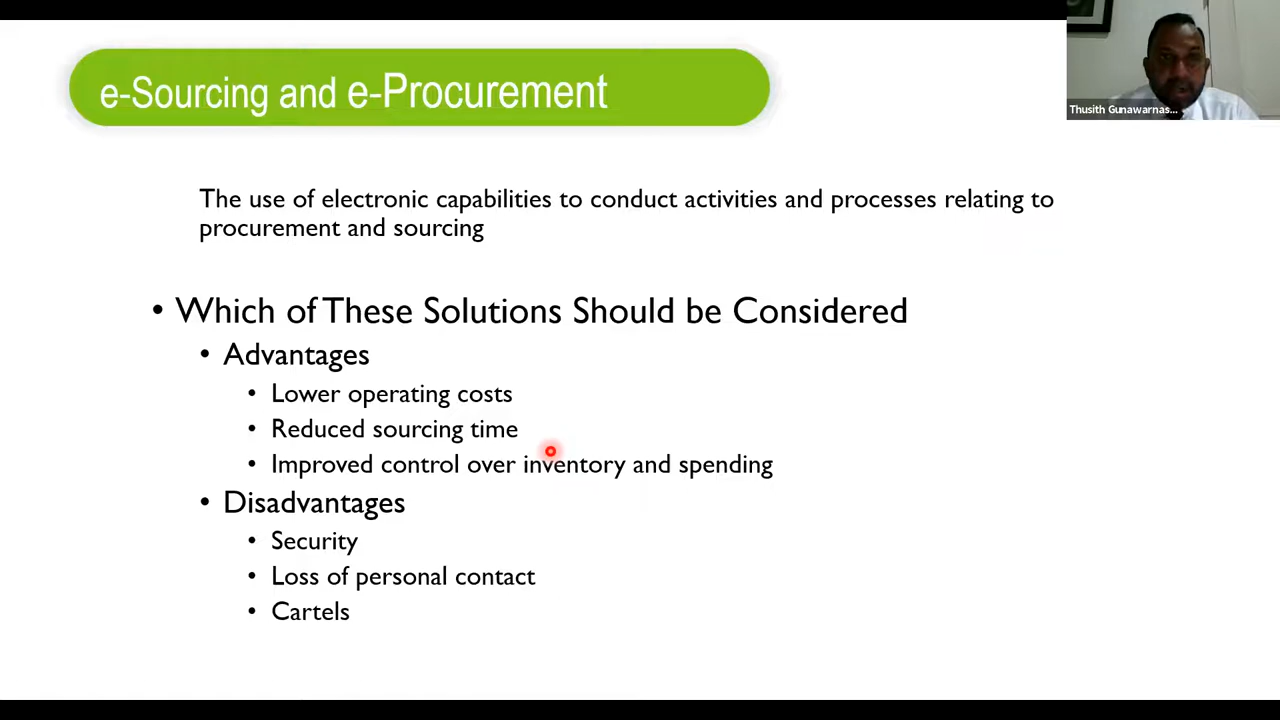 e-Sourcing and e-Procurement
Thusith Gunawarnas...
The use of electronic capabilities to conduct activities and processes relating to
procurement and sourcing
• Which of These Solutions Should be Considered
• Advantages
• Lower operating costs
• Reduced sourcing time
• Improved control over inventory and spending
• Disadvantages
• Security
• Loss of personal contact
• Cartels